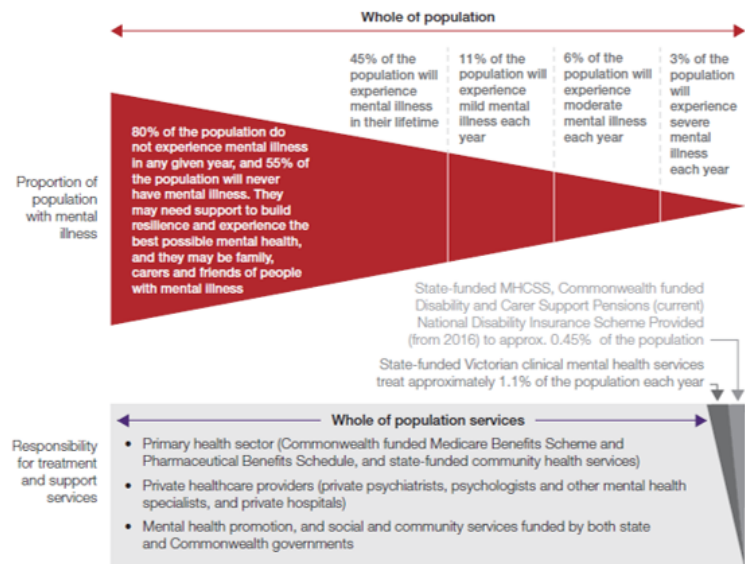 Whole of population
45% of the
population will
experience
mental illness
in their lifetime
11% of the
population will
experience
mild mental
illness each
year
6% of the
population will
experience
moderate
mental illness
each year
3% of the
population
will
experience
severe
mental
illness
each year
Proportion of
population
with mental
illness
80% of the population do
not experience mental illness
in any given year, and 55% of
the population will never
have mental illness. They
may need support to build
resilience and experience the
best possible mental health,
and they may be family,
carers and friends of people
with mental illness
State-funded MHCSS, Commonwealth funded
Disability and Carer Support Pensions (current)
National Disability Insurance Scheme Provided
(from 2016) to approx. 0.45% of the population
State-funded Victorian clinical mental health services
treat approximately 1.1% of the population each year
Responsibility
for treatment
and support
services
Whole of population services
• Primary health sector (Commonwealth funded Medicare Benefits Scheme and
Pharmaceutical Benefits Schedule, and state-funded community health services)
• Private healthcare providers (private psychiatrists, psychologists and other mental health
specialists, and private hospitals)
• Mental health promotion, and social and community services funded by both state
and Commonwealth governments